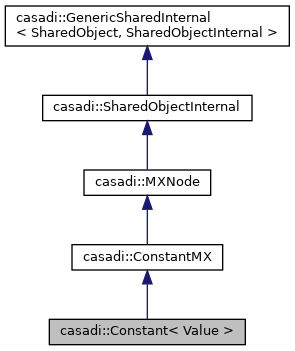 casadi::GenericSharedInternal
< SharedObject, SharedObjectInternal >
casadi::SharedObjectInternal
casadi::MXNode
casadi::ConstantMX
casadi::Constant< Value >